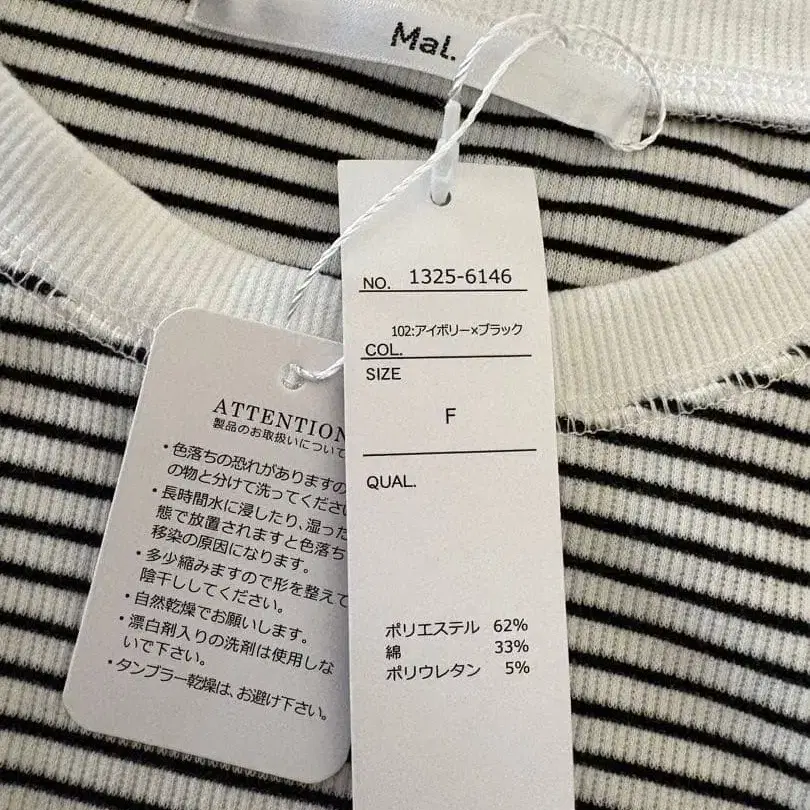 Mal.
NO. 1325-6146
102:アイボリー×ブラック
COL.
SIZE
F
QUAL.
ポリエステル 62%
綿 33%
ポリウレタン 5%
ATTENTION
製品のお取扱いについて
・色落ちの恐れがありますの
の物と分けて洗ってください
・長時間水に浸したり、湿った
態で放置されますと色落ち
移染の原因になります。
・多少縮みますので形を整えて
陰干ししてください。
・自然乾燥でお願いします。
・漂白剤入りの洗剤は使用しな
いで下さい。
・タンブラー乾燥は、お避け下さい。